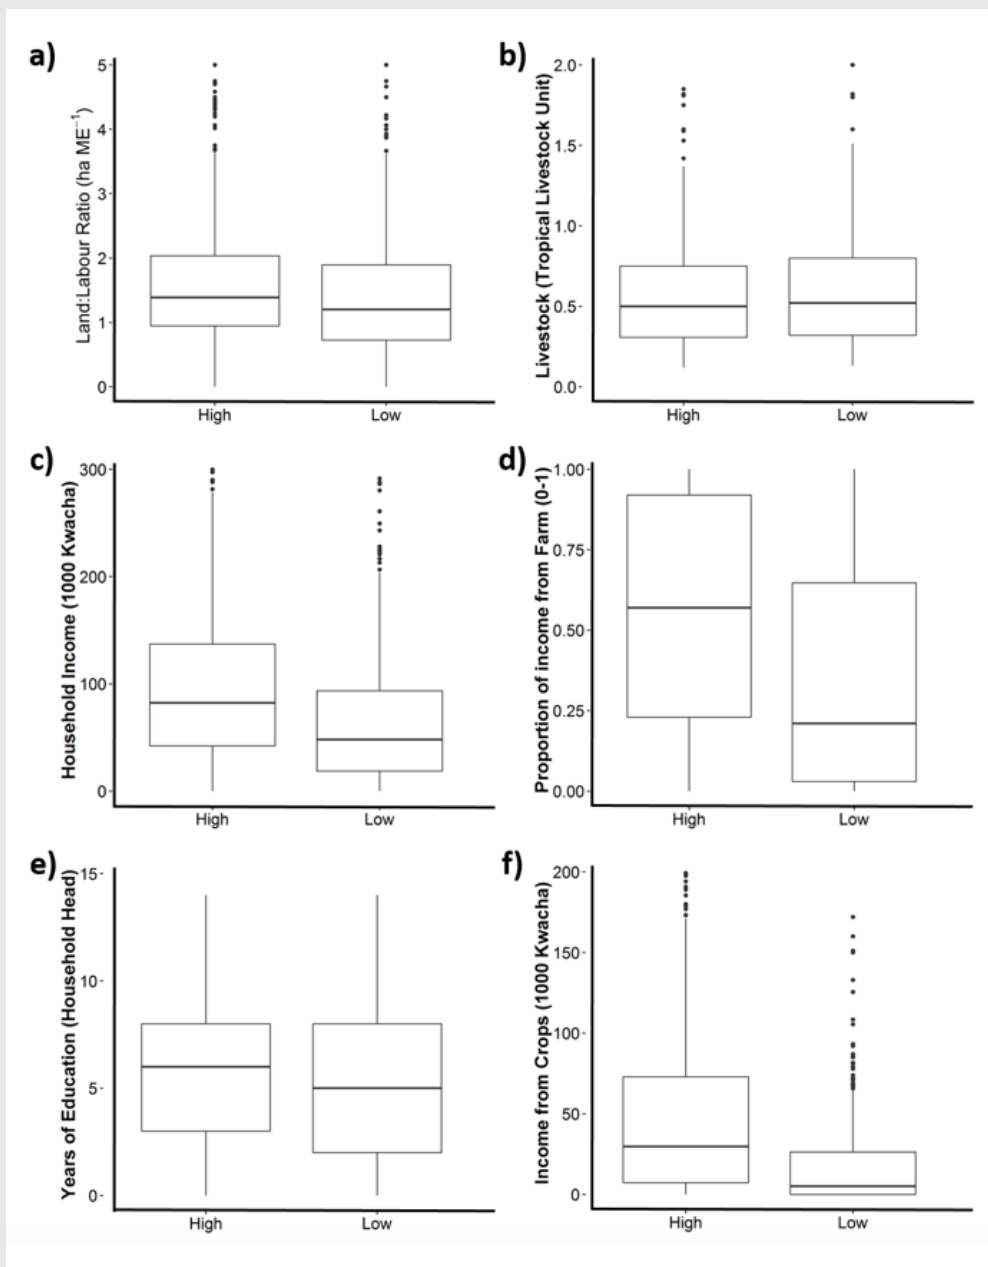 a)
Land:Labour Ratio (ha ME⁻¹)
5
4
3
2
1
0
High Low
b)
Livestock (Tropical Livestock Unit)
2.0
1.5
1.0
0.5
0.0
High Low
c)
Household Income (1000 Kwacha)
300
200
100
0
High Low
d)
Proportion of income from Farm (0-1)
1.00
0.75
0.50
0.25
0.00
High Low
e)
Years of Education (Household Head)
15
10
5
0
High Low
f)
Income from Crops (1000 Kwacha)
200
150
100
50
0
High Low